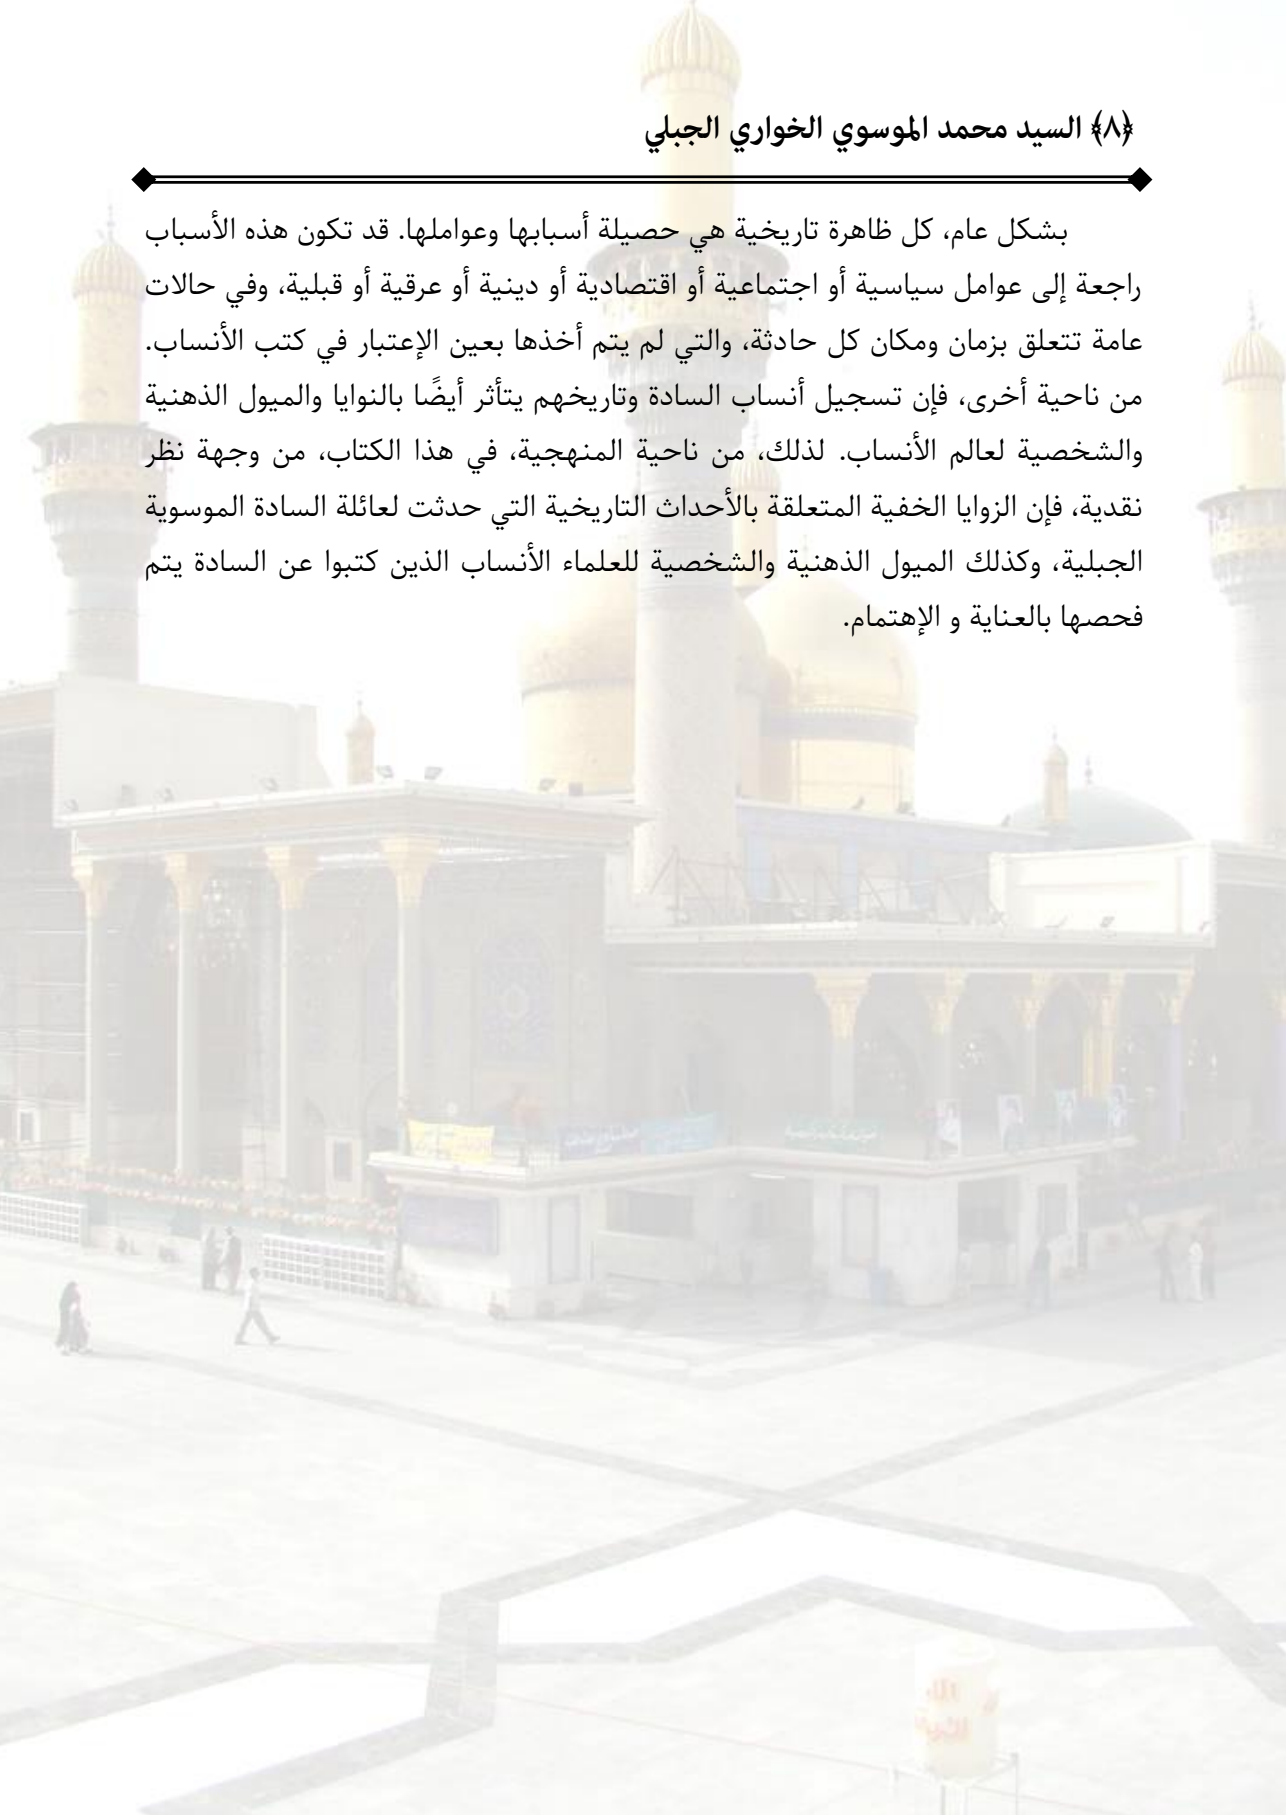 ﴿٨﴾ السيد محمد الموسوي الخواري الجبلي
بشكل عام، كل ظاهرة تاريخية هي حصيلة أسبابها وعواملها. قد تكون هذه الأسباب
راجعة إلى عوامل سياسية أو اجتماعية أو اقتصادية أو دينية أو عرقية أو قبلية، وفي حالات
عامة تتعلق بزمان ومكان كل حادثة، والتي لم يتم أخذها بعين الإعتبار في كتب الأنساب.
من ناحية أخرى، فإن تسجيل أنساب السادة وتاريخهم يتأثر أيضًا بالنوايا والميول الذهنية
والشخصية لعالم الأنساب. لذلك، من ناحية المنهجية، في هذا الكتاب، من وجهة نظر
نقدية، فإن الزوايا الخفية المتعلقة بالأحداث التاريخية التي حدثت لعائلة السادة الموسوية
الجبلية، وكذلك الميول الذهنية والشخصية للعلماء الأنساب الذين كتبوا عن السادة يتم
فحصها بالعناية و الإهتمام.